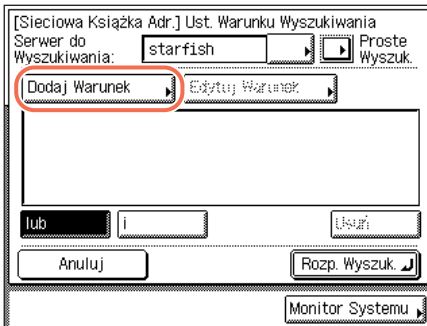 [Sieciowa Książka Adr.] Ust. Warunku Wyszukiwania
Serwer do Wyszukiwania:
starfish
Proste Wyszuk.
Dodaj Warunek
Edytuj Warunek
lub
i
Usuń
Anuluj
Rozp. Wyszuk.
Monitor Systemu